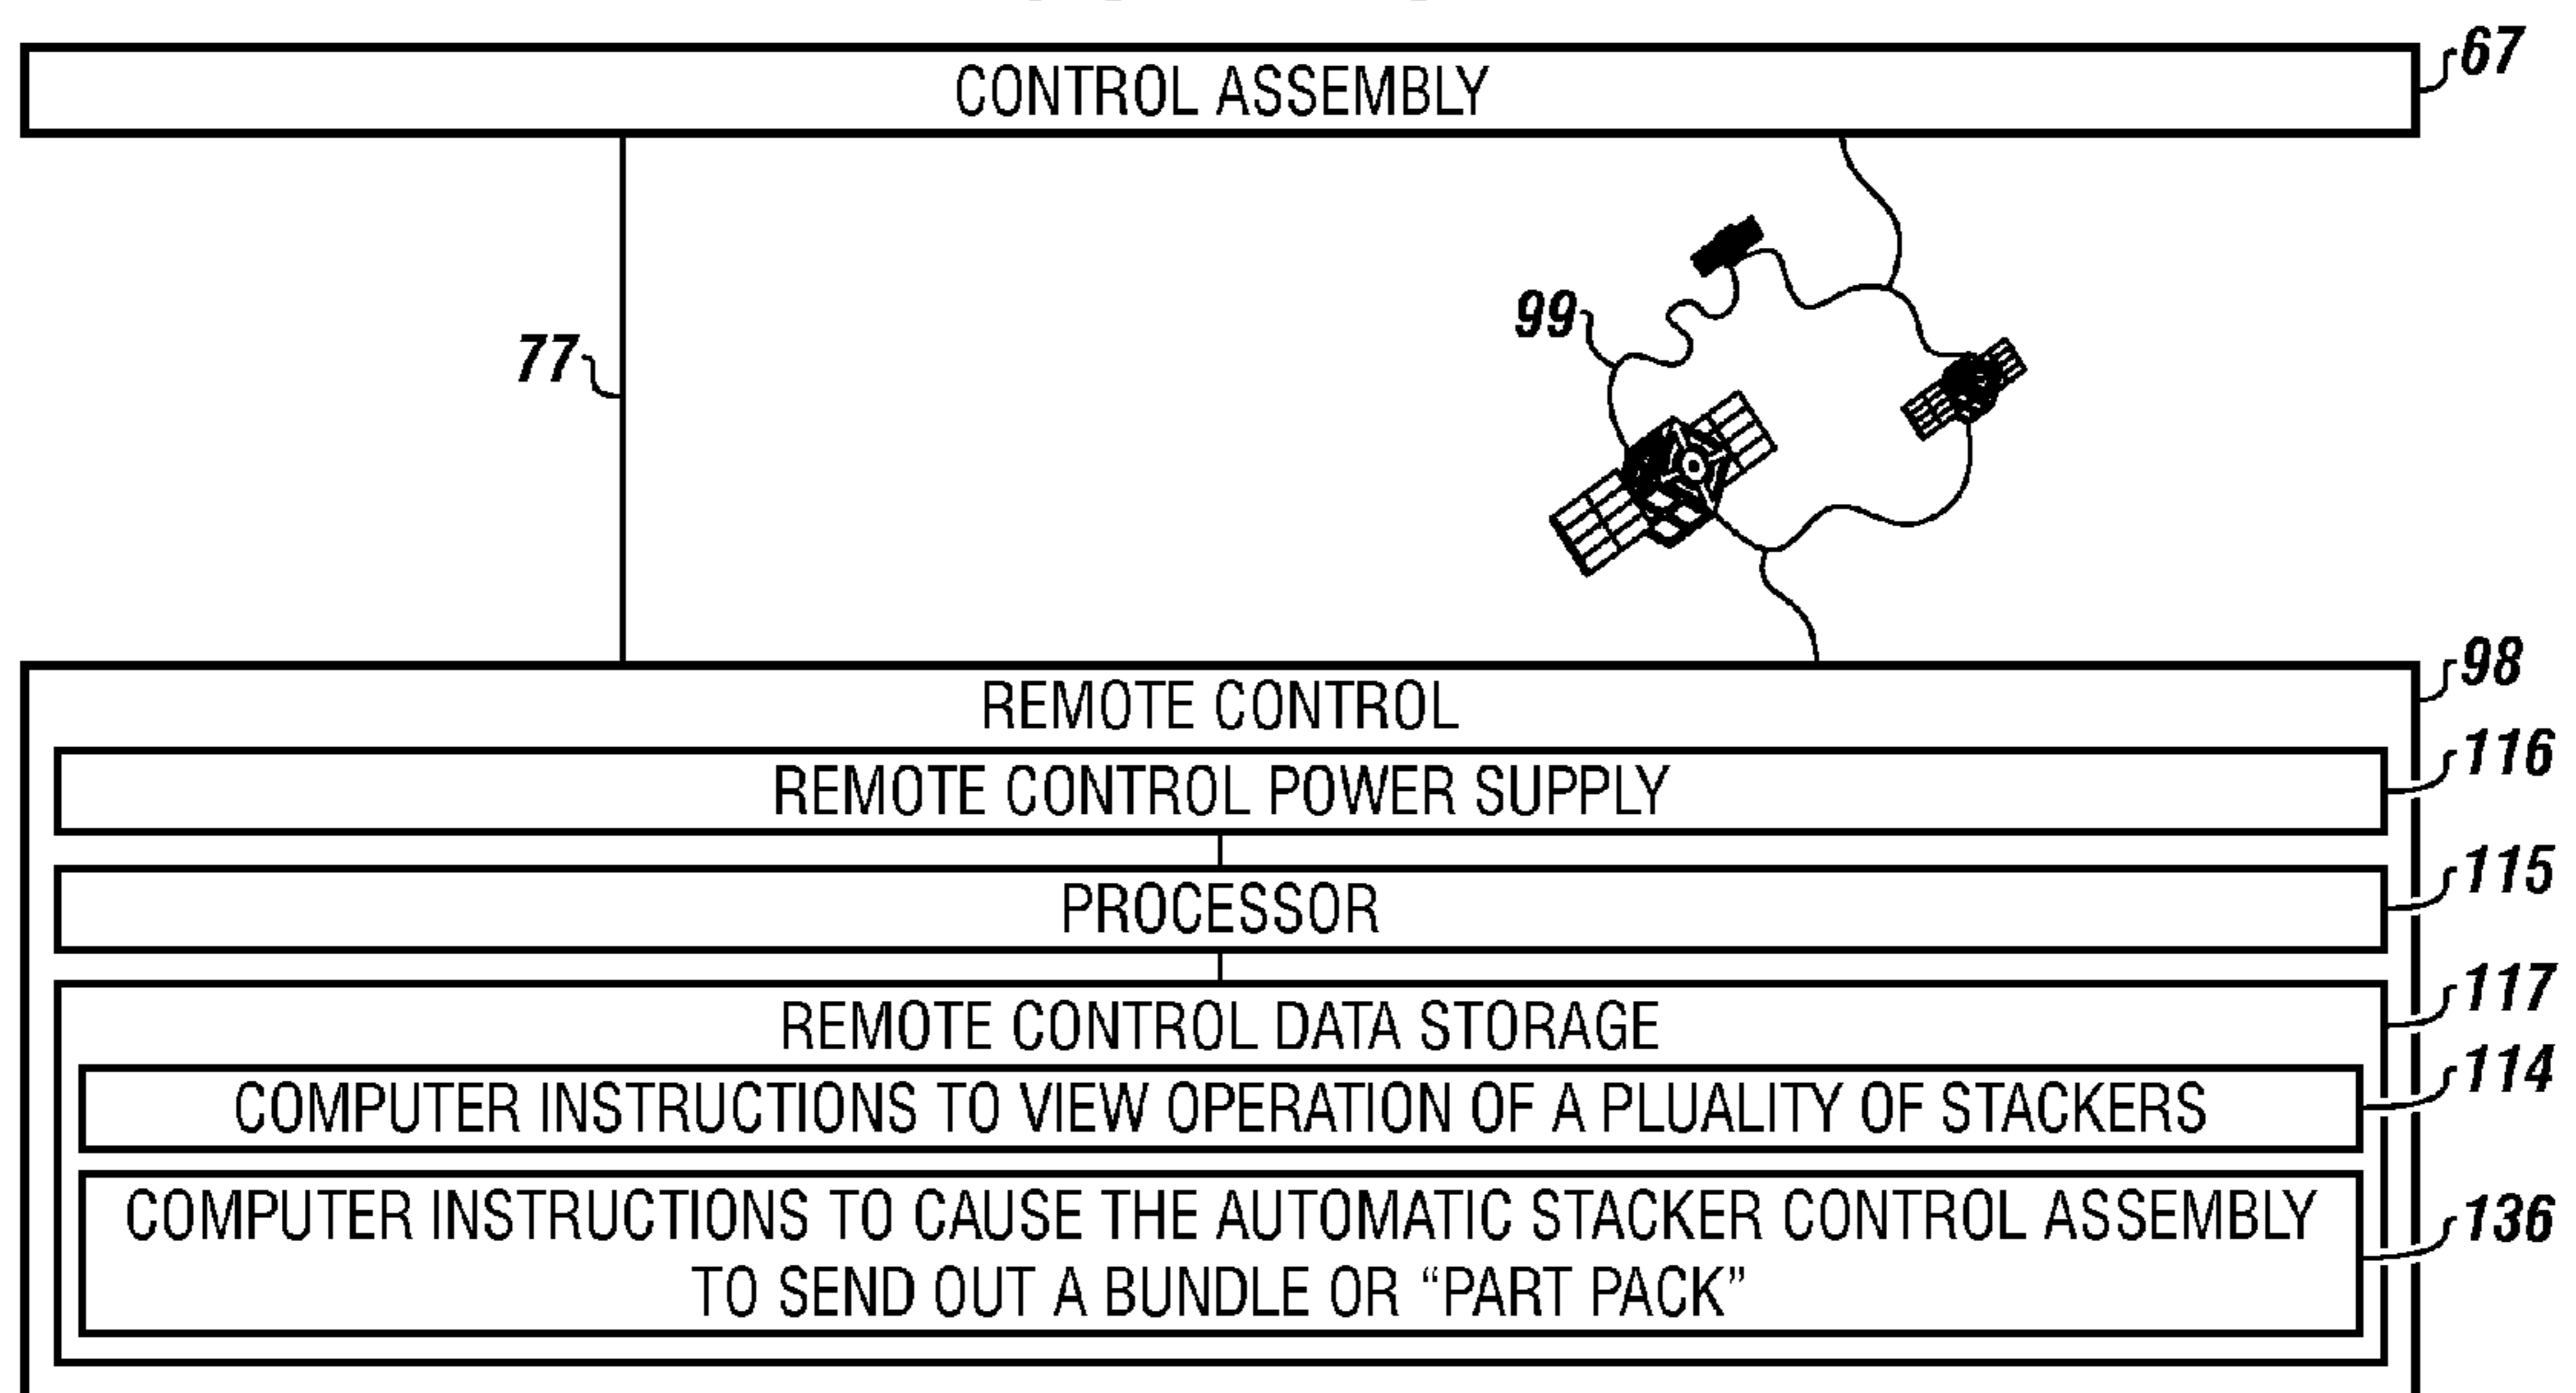 CONTROL ASSEMBLY
67
99
77
98
REMOTE CONTROL
116
REMOTE CONTROL POWER SUPPLY
115
PROCESSOR
117
REMOTE CONTROL DATA STORAGE
114
COMPUTER INSTRUCTIONS TO VIEW OPERATION OF A PLUALITY OF STACKERS
COMPUTER INSTRUCTIONS TO CAUSE THE AUTOMATIC STACKER CONTROL ASSEMBLY
136
TO SEND OUT A BUNDLE OR “PART PACK”